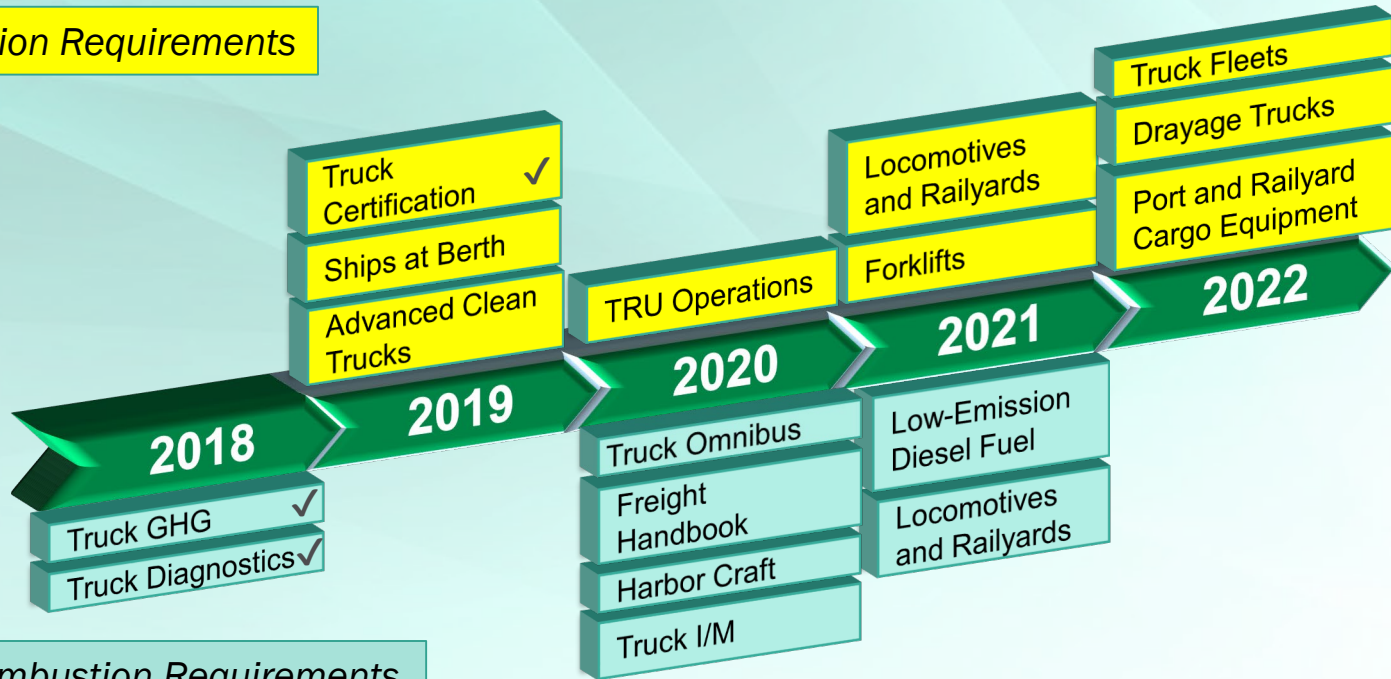 ion Requirements
Truck
Certification ✓
Ships at Berth
Advanced Clean
Trucks
TRU Operations
Locomotives
and Railyards
Forklifts
Truck Fleets
Drayage Trucks
Port and Railyard
Cargo Equipment
2018
2019
2020
2021
2022
Truck GHG ✓
Truck Diagnostics ✓
Truck Omnibus
Freight
Handbook
Harbor Craft
Truck I/M
Low-Emission
Diesel Fuel
Locomotives
and Railyards
mbustion Requirements